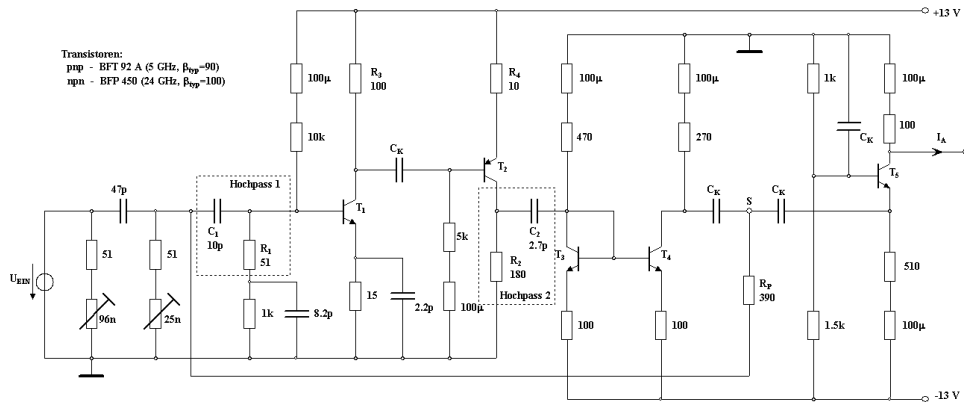 +13 V
Transistoren:
pnp - BFT 92 A (5 GHz, βtyp=90)
npn - BFP 450 (24 GHz, βtyp=100)
100µ
R3
100
R4
10
100µ
100µ
1k
100µ
10k
470
270
CK
100
IA
CK
T2
T5
47p
Hochpass 1
T1
CK
S
CK
C1
10p
C2
2.7p
51
51
R1
51
5k
R2
180
T3
T4
UEIN
Hochpass 2
RP
390
510
96n
25n
1k
8.2p
15
2.2p
100µ
100
100
1.5k
100µ
-13 V